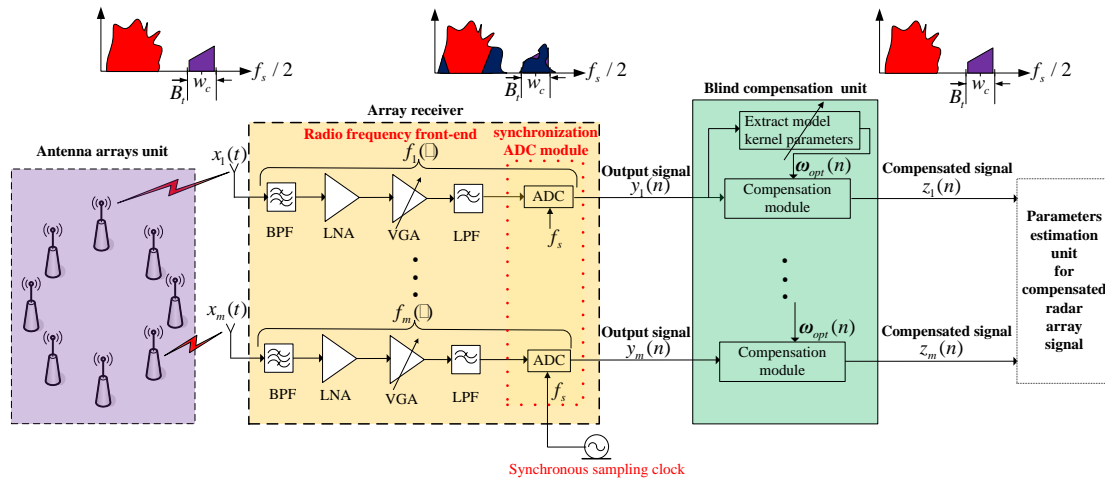 f_s / 2
B_t
w_c
f_s / 2
B_t
w_c
f_s / 2
B_t
w_c
Antenna arrays unit
Array receiver
Radio frequency front-end
synchronization
ADC module
Blind compensation unit
Extract model
kernel parameters
x_1(t)
f_1(□)
BPF
LNA
VGA
LPF
ADC
f_s
Output signal
y_1(n)
ω_opt(n)
Compensation
module
Compensated signal
z_1(n)
x_m(t)
f_m(□)
BPF
LNA
VGA
LPF
ADC
f_s
Output signal
y_m(n)
ω_opt(n)
Compensation
module
Compensated signal
z_m(n)
Parameters
estimation
unit
for
compensated
radar
array
signal
Synchronous sampling clock